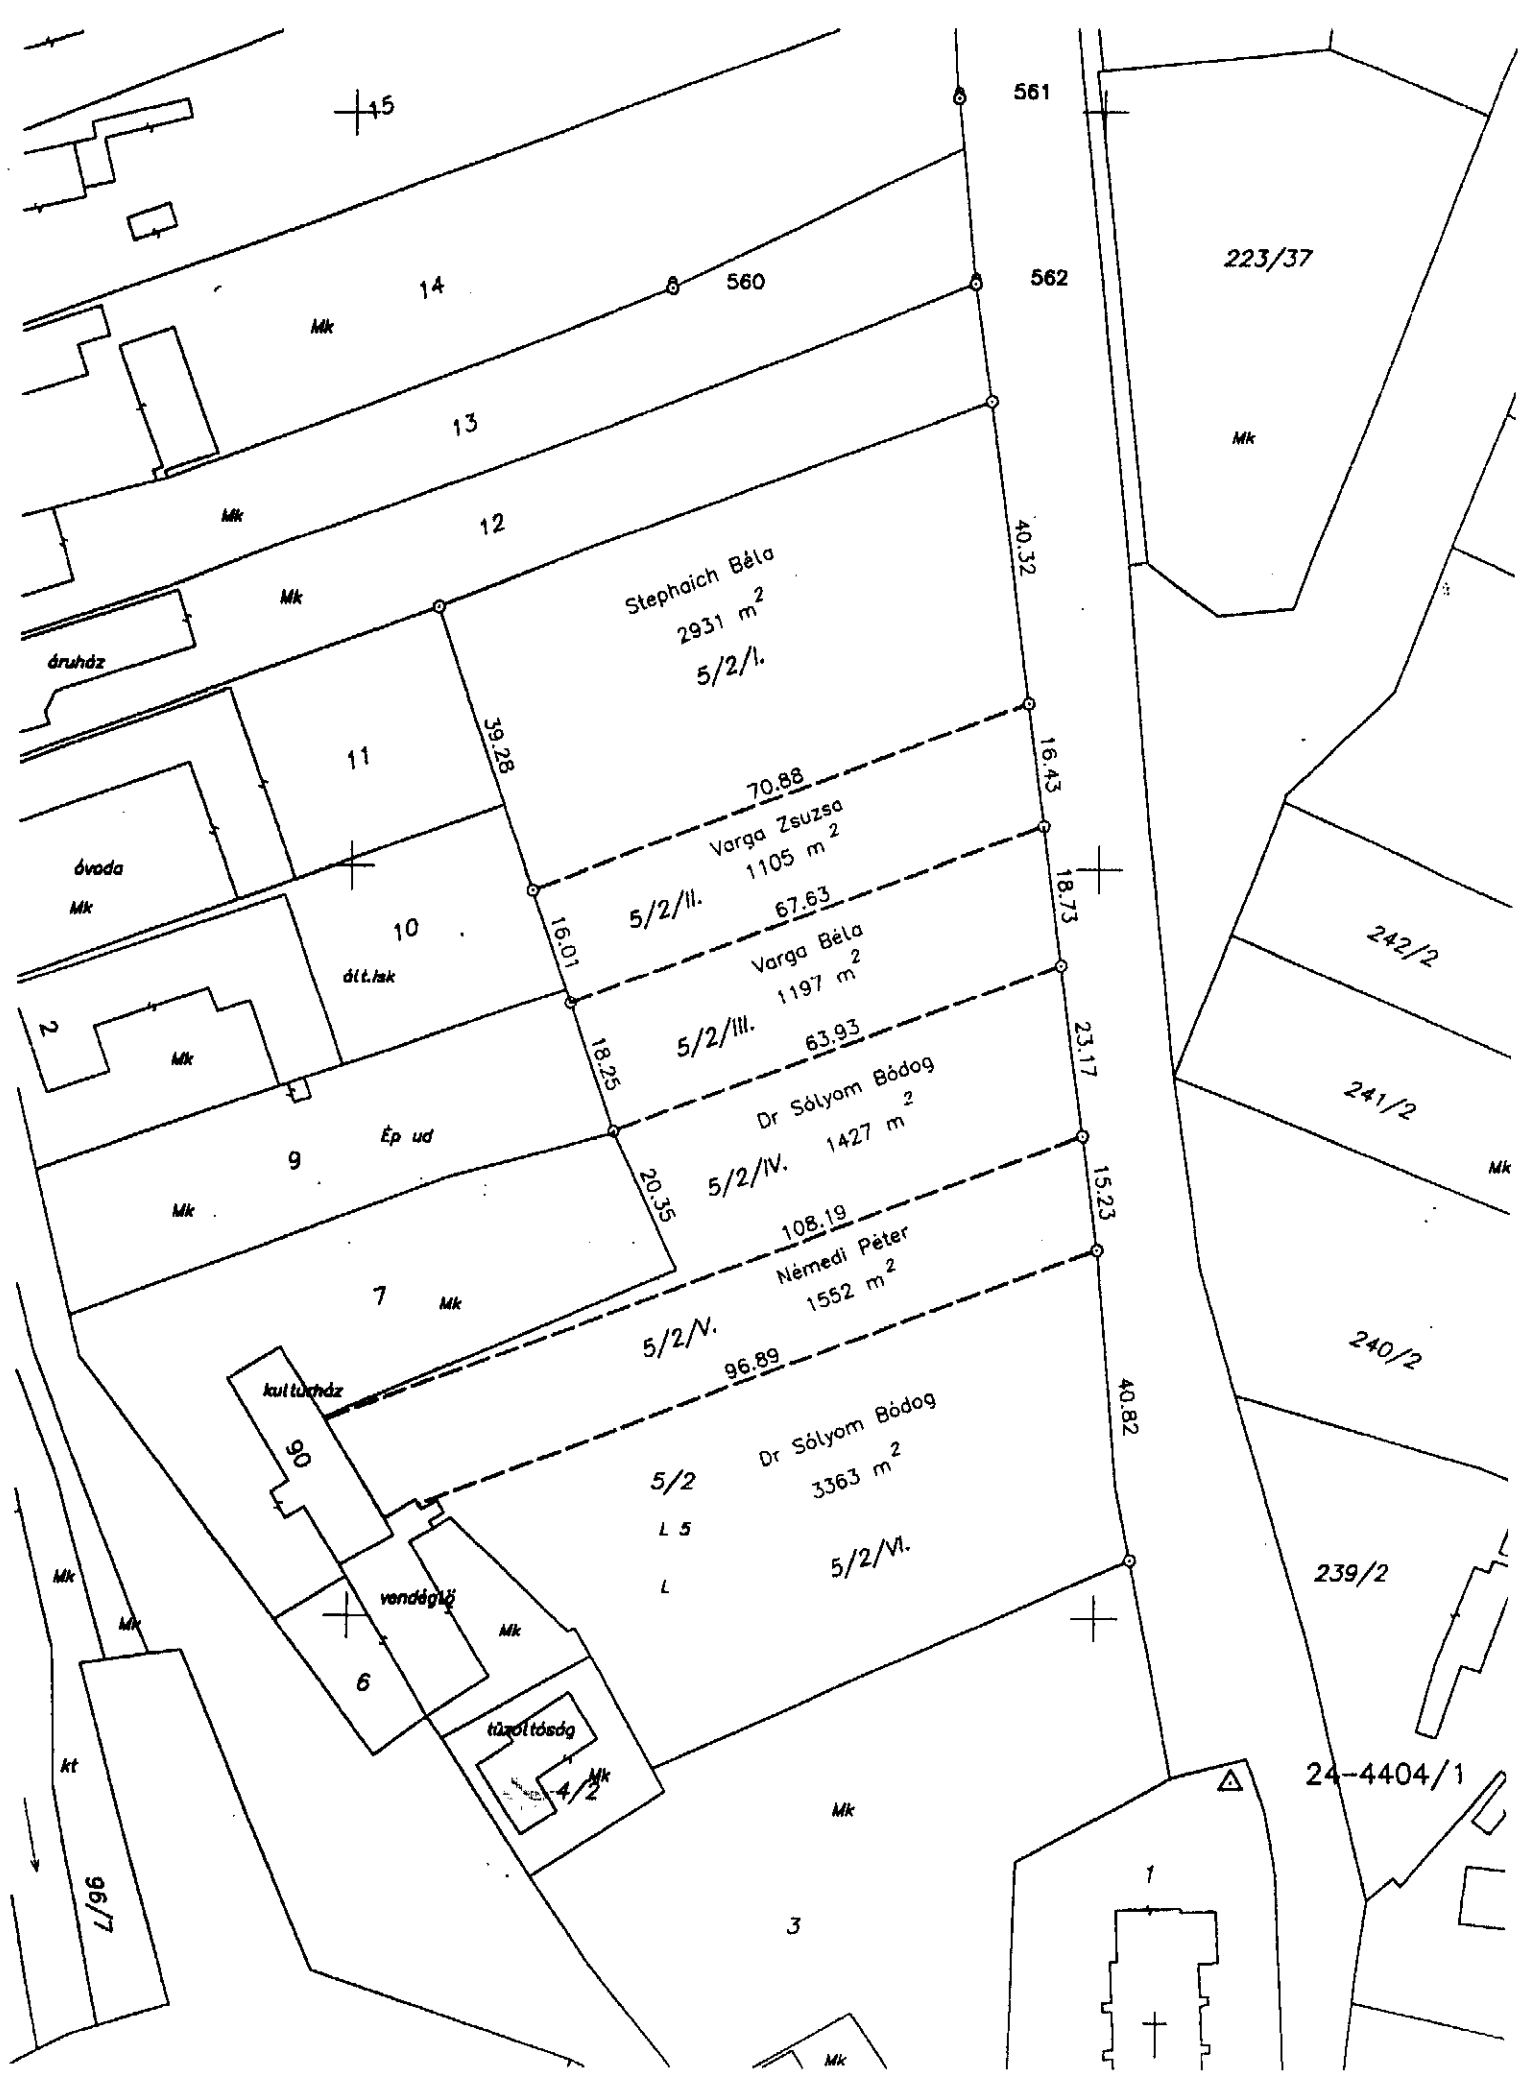 15
561
223/37
14
560
562
Mk
13
Mk
Mk
12
40.32
Mk
Stephaich Béla
2931 m²
5/2/I.
áruház
39.28
11
16.43
70.88
Varga Zsuzsa
1105 m²
óvoda
Mk
5/2/II.
67.63
18.73
10
16.01
Varga Béla
1197 m²
242/2
ált.isk
2
Mk
5/2/III.
63.93
23.17
18.25
Dr Sólyom Bódog
1427 m²
241/2
Ép ud
9
5/2/IV.
20.35
15.23
Mk
Mk
108.19
Némedi Péter
1552 m²
7
Mk
5/2/V.
96.89
240/2
kultúrház
90
40.82
Dr Sólyom Bódog
3363 m²
5/2
L 5
5/2/VI.
Mk
239/2
L
vendéglő
Mk
Mk
6
tűzoltóság
kt
Mk
4/2
24-4404/1
Mk
1
96/7
3
Mk